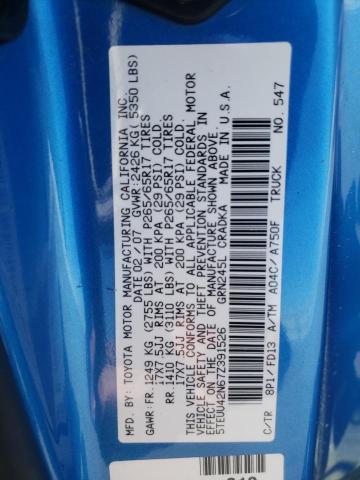 MFD. BY: TOYOTA MOTOR MANUFACTURING CALIFORNIA INC.
DATE 02 / 07 GVWR: 2426 KG( 5350 LBS)
GAWR: FR. 1249 KG (2755 LBS) WITH P265/65R17 TIRES
17X7.5JJ RIMS AT 200 KPA (29 PSI) COLD
RR. 1410 KG (3110 LBS) WITH P265/65R17 TIRES
17X7.5JJ RIMS AT 200 KPA (29 PSI) COLD.
THIS VEHICLE CONFORMS TO ALL APPLICABLE FEDERAL MOTOR
VEHICLE SAFETY AND THEFT PREVENTION STANDARDS IN
EFFECT ON THE DATE OF MANUFACTURE SHOWN ABOVE.
5TEUU42N67Z391526 GRN245L CRADKA MADE IN U.S.A.
C/TR 8P1/FD13 A/TM A04C/A750F TRUCK NO. 547